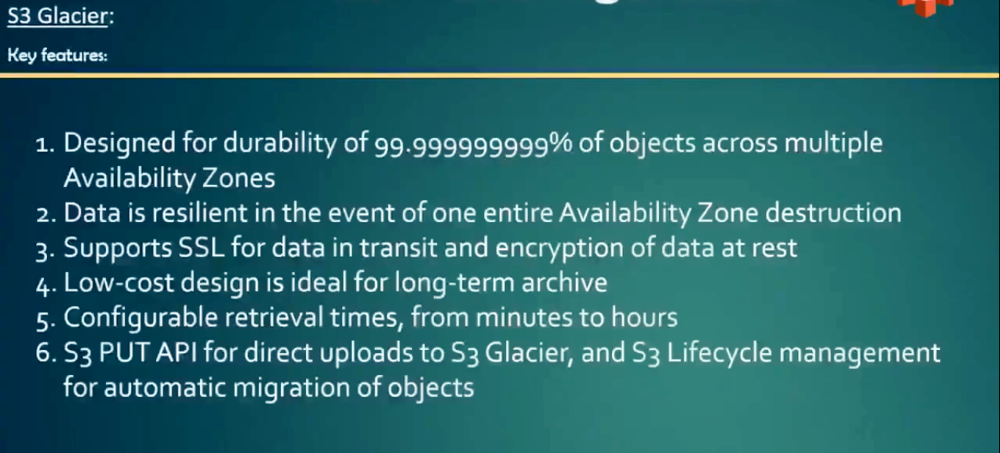 S3 Glacier:
Key features:
1. Designed for durability of 99.999999999% of objects across multiple
Availability Zones
2. Data is resilient in the event of one entire Availability Zone destruction
3. Supports SSL for data in transit and encryption of data at rest
4. Low-cost design is ideal for long-term archive
5. Configurable retrieval times, from minutes to hours
6. S3 PUT API for direct uploads to S3 Glacier, and S3 Lifecycle management
for automatic migration of objects